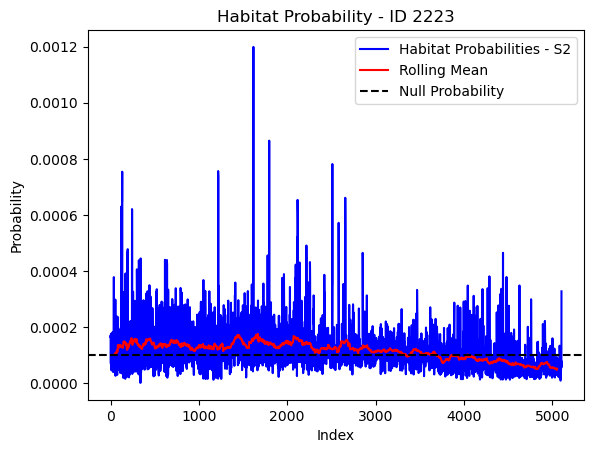 Habitat Probability - ID 2223
Habitat Probabilities - S2
Rolling Mean
Null Probability
Probability
0.0012
0.0010
0.0008
0.0006
0.0004
0.0002
0.0000
0
1000
2000
3000
4000
5000
Index